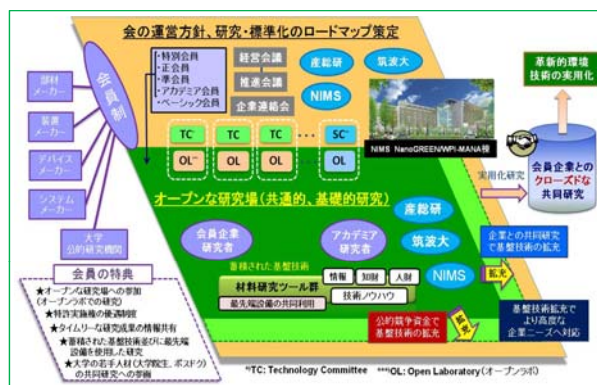 会の運営方針、研究・標準化のロードマップ策定
部材
メーカー
装置
メーカー
デバイス
メーカー
システム
メーカー
大学
公的研究機関
会員制
・特別会員
・正会員
・準会員
・アカデミア会員
・ベーシック会員
経営会議
推進会議
企業連絡会
産総研
筑波大
NIMS
TC*)
TC
TC
...
SC*)
OL**)
OL
OL
OL
NIMS NanoGREEN/WPI-MANA棟
革新的環境
技術の実用化
実用化研究
会員企業との
クローズドな
共同研究
オープンな研究場(共通的、基礎的研究)
会員企業
研究者
アカデミア
研究者
産総研
筑波大
NIMS
蓄積された基盤技術
材料研究ツール群
最先端設備の共同利用
情報
知財
人財
技術ノウハウ
企業との共同研究
で基盤技術の拡充
拡充
公的競争資金で
基盤技術の拡充
拡充
基盤技術拡充で
より高度な
企業ニーズへ対応
会員の特典
★オープンな研究場への参加
(オープンラボでの研究)
★特許実施権の優遇制度
★タイムリーな研究成果の情報共有
★蓄積された基盤技術並びに最先端
設備を使用した研究
★大学の若手人材(大学院生、ポスドク)
の共同研究への参画
*)TC: Technology Committee
**)OL: Open Laboratory(オープンラボ)